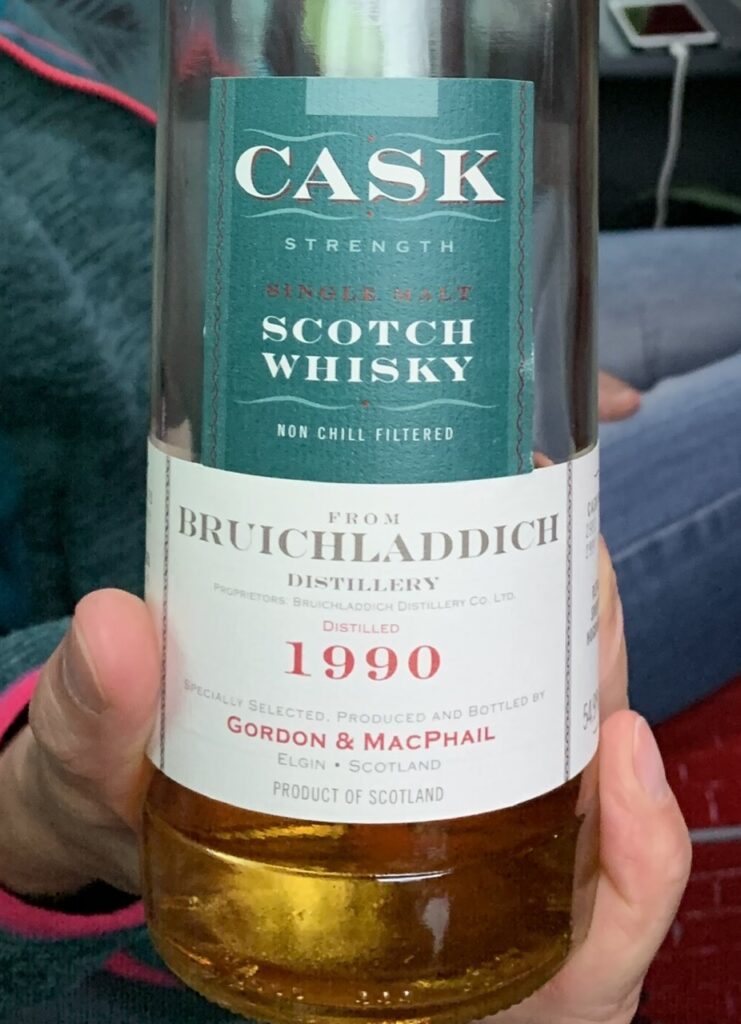 CASK
STRENGTH
SINGLE MALT
SCOTCH
WHISKY
NON CHILL FILTERED
FROM
BRUICHLADDICH
DISTILLERY
PROPRIETORS: BRUICHLADDICH DISTILLERY CO. LTD.
DISTILLED
1990
SPECIALLY SELECTED, PRODUCED AND BOTTLED BY
GORDON & MACPHAIL
ELGIN • SCOTLAND
PRODUCT OF SCOTLAND